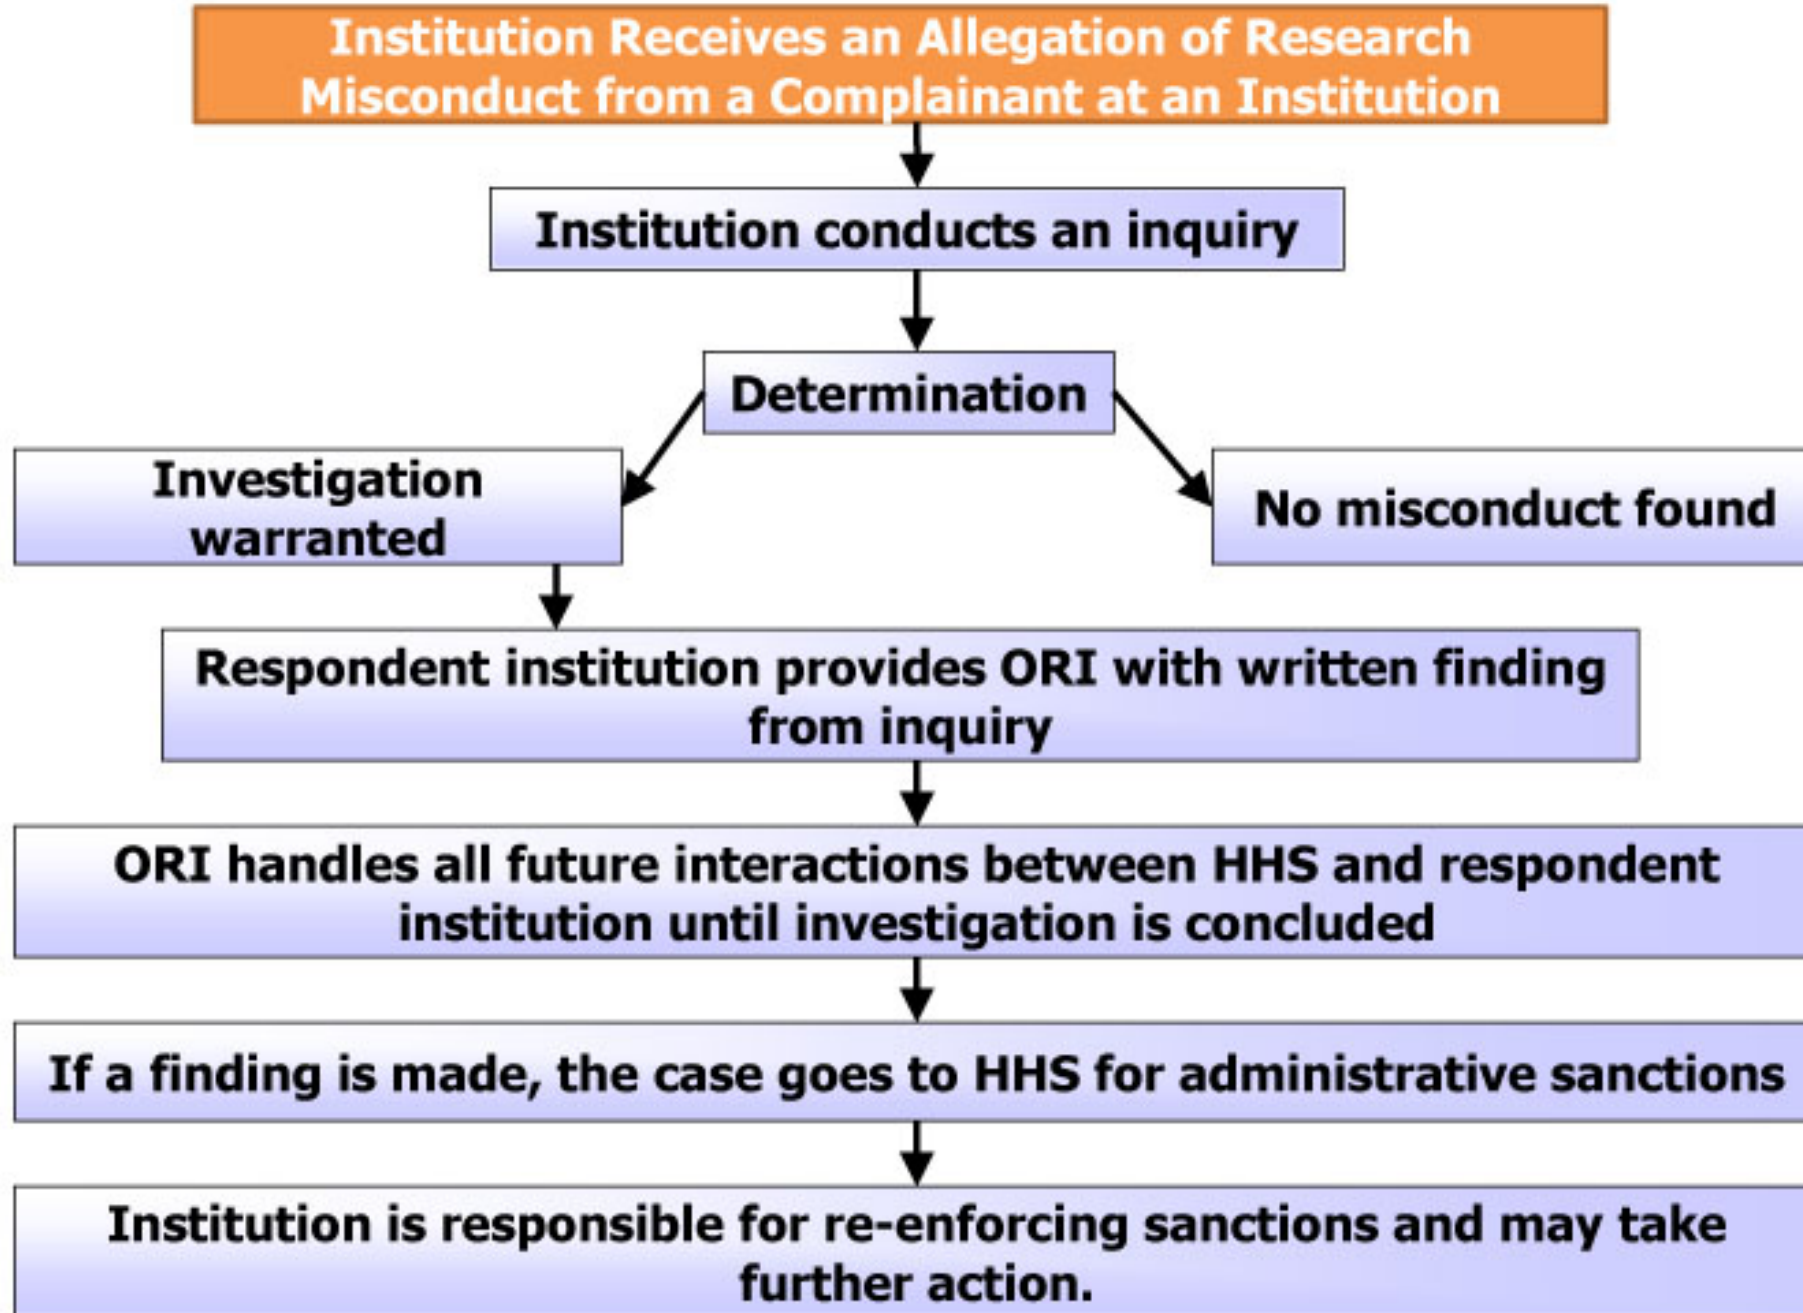 Institution Receives an Allegation of Research
Misconduct from a Complainant at an Institution
Institution conducts an inquiry
Determination
Investigation
warranted
No misconduct found
Respondent institution provides ORI with written finding
from inquiry
ORI handles all future interactions between HHS and respondent
institution until investigation is concluded
If a finding is made, the case goes to HHS for administrative sanctions
Institution is responsible for re-enforcing sanctions and may take
further action.